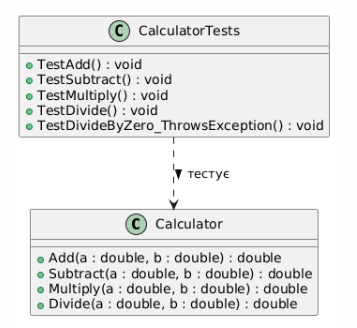 C CalculatorTests
TestAdd() : void
TestSubtract() : void
TestMultiply() : void
TestDivide() : void
TestDivideByZero_ThrowsException() : void
тестує
C Calculator
Add(a : double, b : double) : double
Subtract(a : double, b : double) : double
Multiply(a : double, b : double) : double
Divide(a : double, b : double) : double